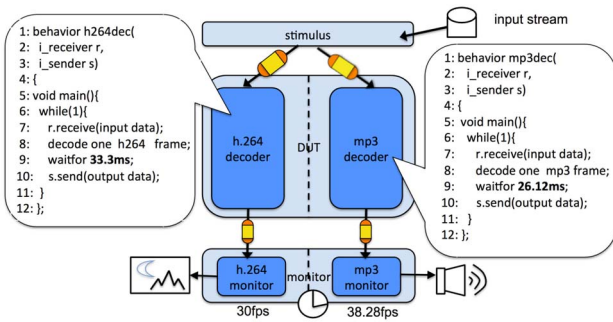 stimulus
input stream
1: behavior h264dec(
2: i_receiver r,
3: i_sender s)
4: {
5: void main(){
6: while(1){
7: r.receive(input data);
8: decode one h264 frame;
9: waitfor 33.3ms;
10: s.send(output data);
11: }
12: };
1: behavior mp3dec(
2: i_receiver r,
3: i_sender s)
4: {
5: void main(){
6: while(1){
7: r.receive(input data);
8: decode one mp3 frame;
9: waitfor 26.12ms;
10: s.send(output data);
11: }
12: };
h.264
decoder
DUT
mp3
decoder
h.264
monitor
monitor
mp3
monitor
30fps
38.28fps